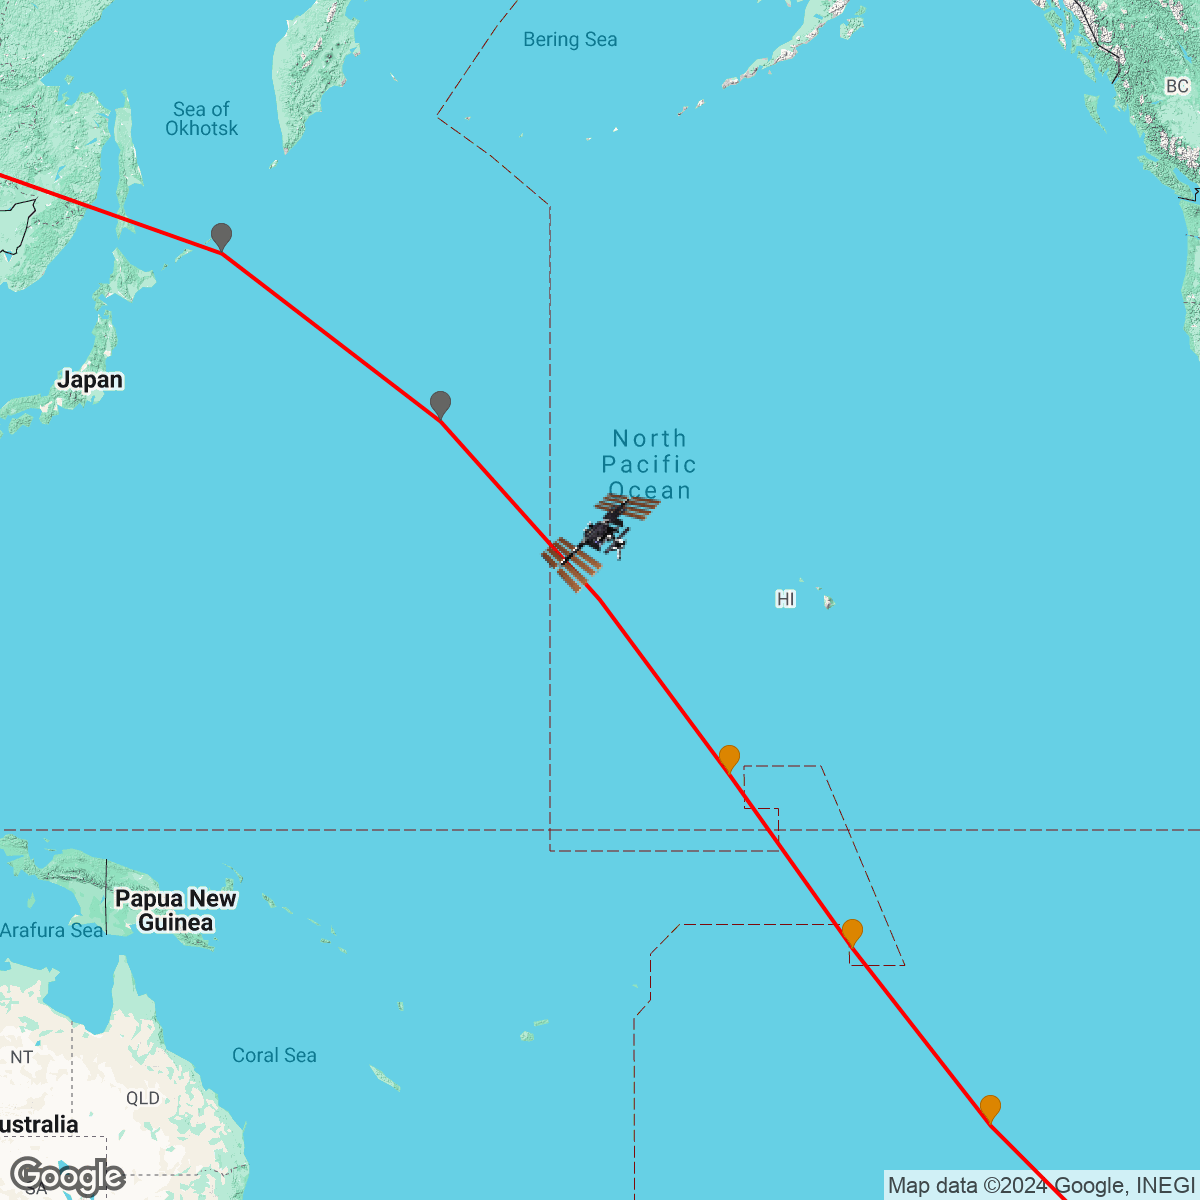 Bering Sea
BC
Sea of
Okhotsk
Japan
North
Pacific
Ocean
HI
Papua New
Guinea
Arafura Sea
Coral Sea
NT
QLD
ustralia
SA
Google
Map data ©2024 Google, INEGI